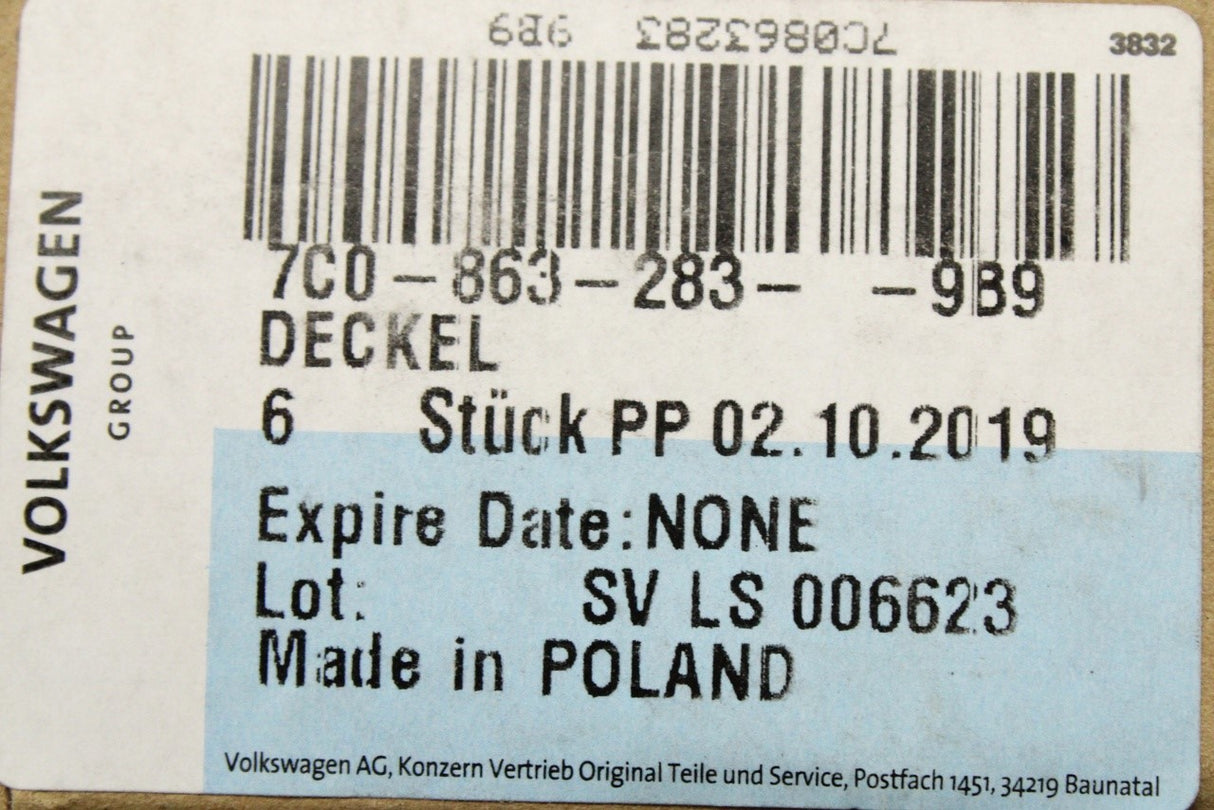 7C0863283 9B9
3832
7C0-863-283- -9B9
DECKEL
6 Stück PP 02.10.2019
Expire Date:NONE
Lot: SV LS 006623
Made in POLAND
Volkswagen AG, Konzern Vertrieb Original Teile und Service, Postfach 1451, 34219 Baunatal
VOLKSWAGEN
GROUP